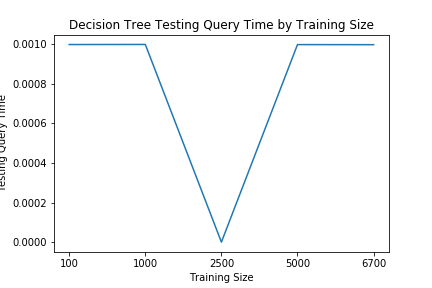 Decision Tree Testing Query Time by Training Size
0.0010
0.0008
0.0006
0.0004
0.0002
0.0000
Testing Query Time
100 1000 2500 5000 6700
Training Size